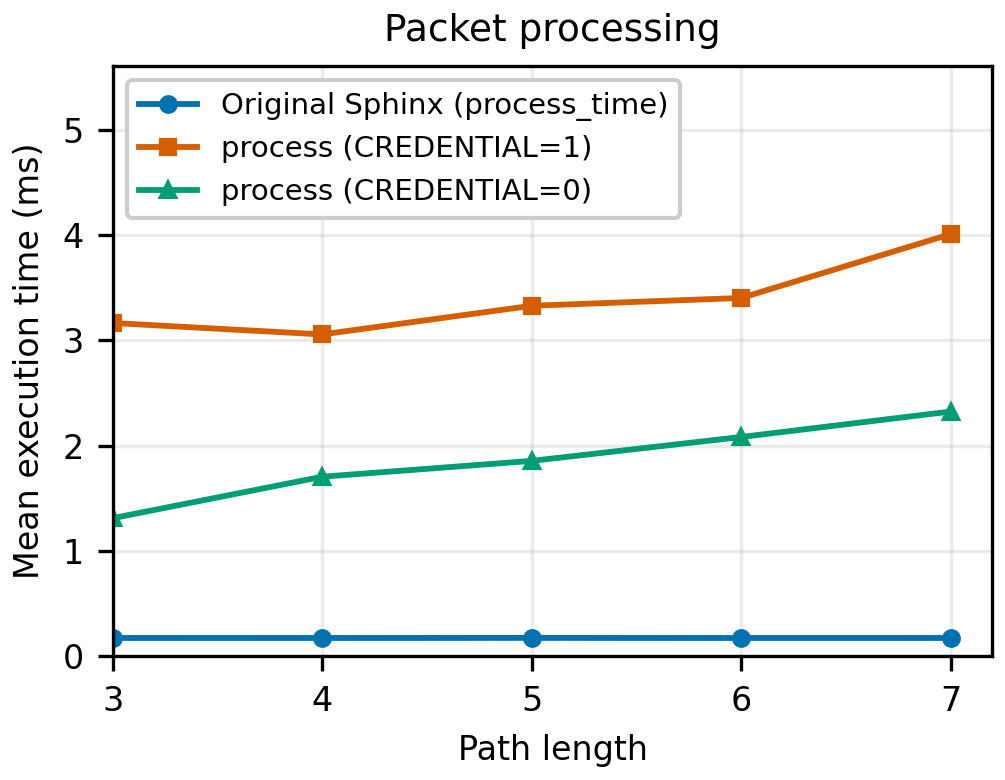 Packet processing
Original Sphinx (process_time)
process (CREDENTIAL=1)
process (CREDENTIAL=0)
Mean execution time (ms)
5
4
3
2
1
0
3 4 5 6 7
Path length